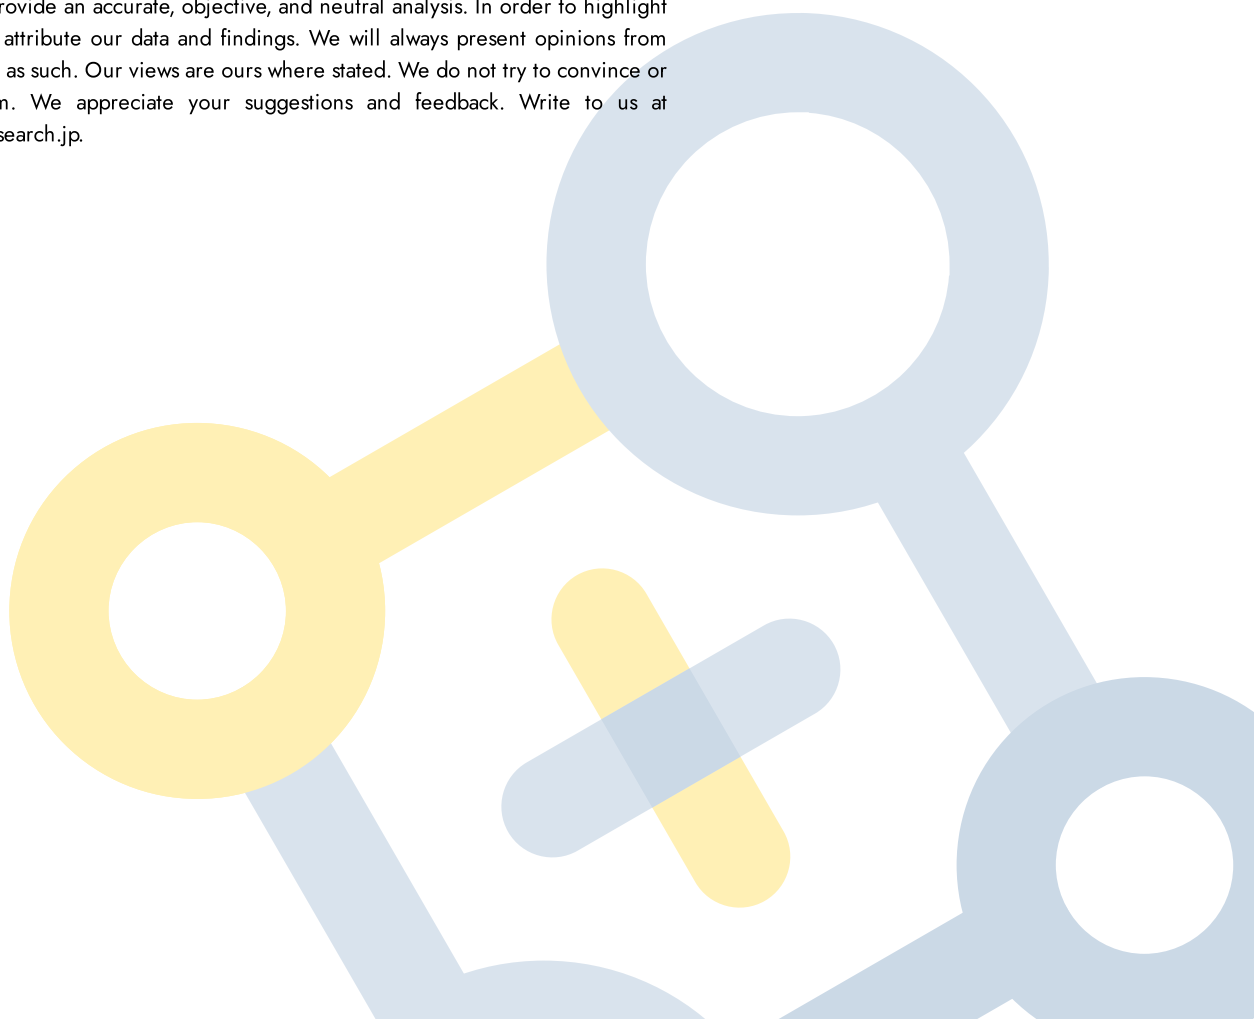 provide an accurate, objective, and neutral analysis. In order to highlight
attribute our data and findings. We will always present opinions from
as such. Our views are ours where stated. We do not try to convince or
We appreciate your suggestions and feedback. Write to us at
search.jp.